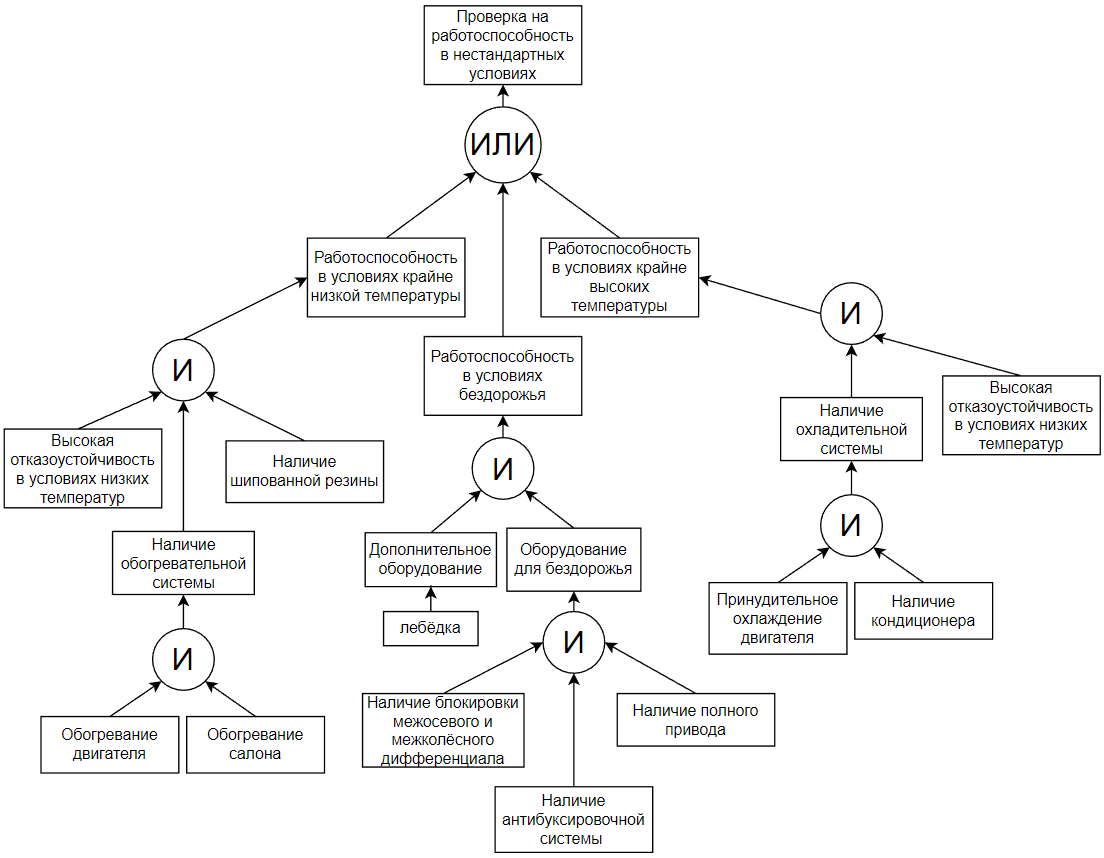 Проверка на
работоспособность
в нестандартных
условиях
ИЛИ
Работоспособность
в условиях крайне
низкой температуры
Работоспособность
в условиях крайне
высоких
температуры
И
И
Работоспособность
в условиях
бездорожья
Высокая
отказоустойчивость
в условиях низких
температур
Наличие
шипованной резины
Наличие
охладительной
системы
Высокая
отказоустойчивость
в условиях низких
температур
И
И
Наличие
обогревательной
системы
Дополнительное
оборудование
Оборудование
для бездорожья
лебёдка
Принудительное
охлаждение
двигателя
Наличие
кондиционера
И
И
Обогревание
двигателя
Обогревание
салона
Наличие блокировки
межосевого и
межколёсного
дифференциала
Наличие полного
привода
Наличие
антибуксировочной
системы